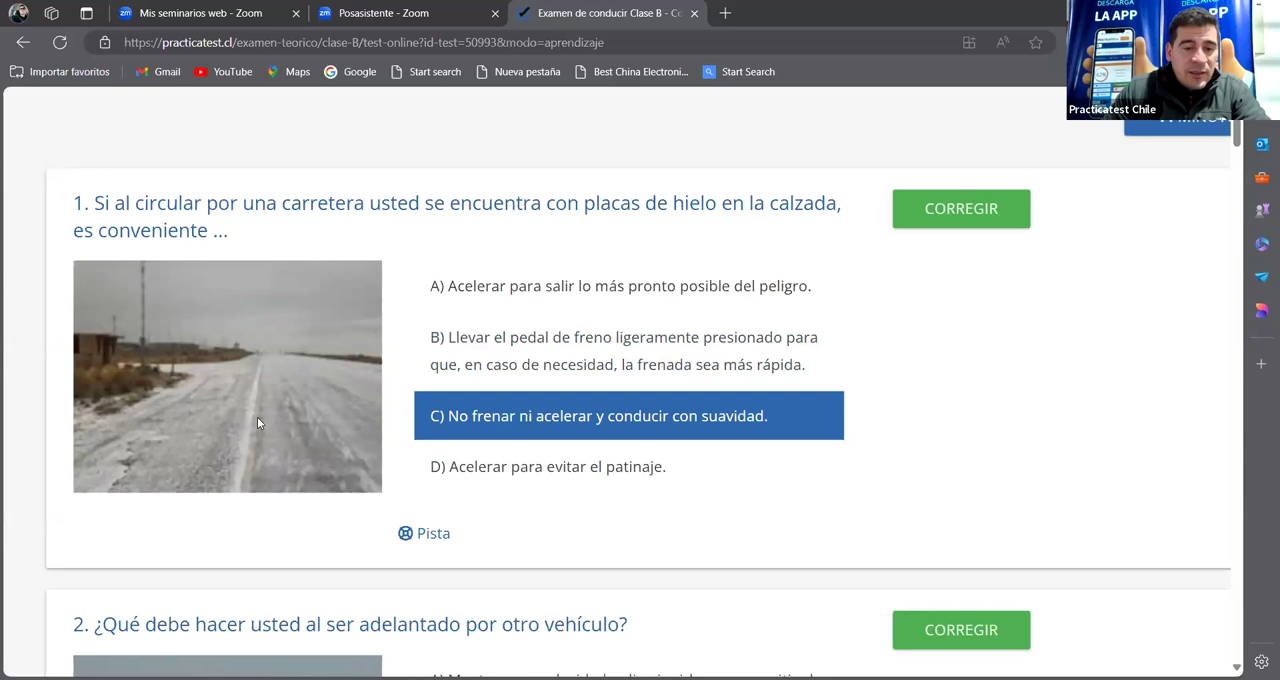 Mis seminarios web - Zoom
Posasistente - Zoom
Examen de conducir Clase B - Co
https://practicatest.cl/examen-teorico/clase-B/test-online?id-test=50993&modo=aprendizaje
Importar favoritos
Gmail
YouTube
Maps
Google
Start search
Nueva pestaña
Best China Electroni...
Start Search
DESCARGA
LA APP
Practicatest Chile
1. Si al circular por una carretera usted se encuentra con placas de hielo en la calzada,
es conveniente ...
CORREGIR
A) Acelerar para salir lo más pronto posible del peligro.
B) Llevar el pedal de freno ligeramente presionado para
que, en caso de necesidad, la frenada sea más rápida.
C) No frenar ni acelerar y conducir con suavidad.
D) Acelerar para evitar el patinaje.
Pista
2. ¿Qué debe hacer usted al ser adelantado por otro vehículo?
CORREGIR